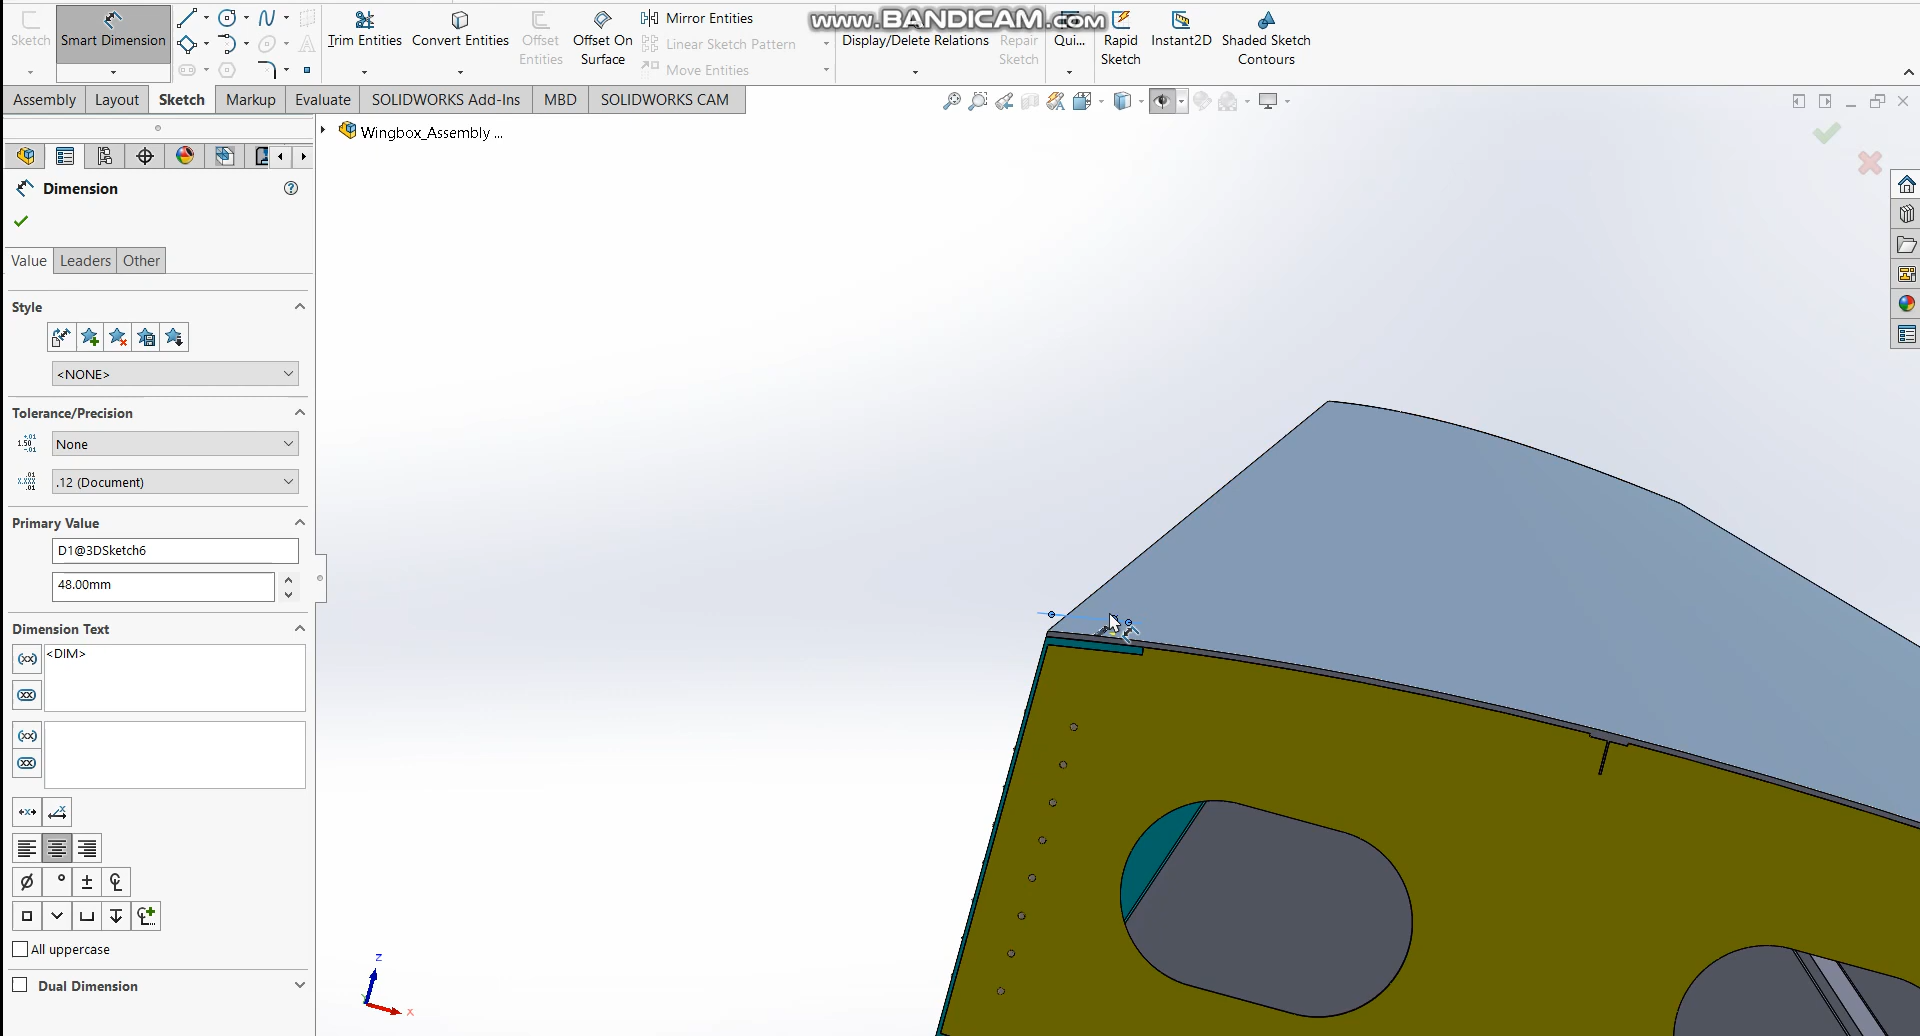 www.BANDICAM.com
Sketch
Smart Dimension
Trim Entities
Convert Entities
Offset
Entities
Offset On
Surface
Mirror Entities
Linear Sketch Pattern
Move Entities
Display/Delete Relations
Repair
Sketch
Qui...
Rapid
Sketch
Instant2D
Shaded Sketch
Contours
Assembly
Layout
Sketch
Markup
Evaluate
SOLIDWORKS Add-Ins
MBD
SOLIDWORKS CAM
Wingbox_Assembly ...
Dimension
Value
Leaders
Other
Style
<NONE>
Tolerance/Precision
None
.12 (Document)
Primary Value
D1@3DSketch6
48.00mm
Dimension Text
<DIM>
All uppercase
Dual Dimension
z
x